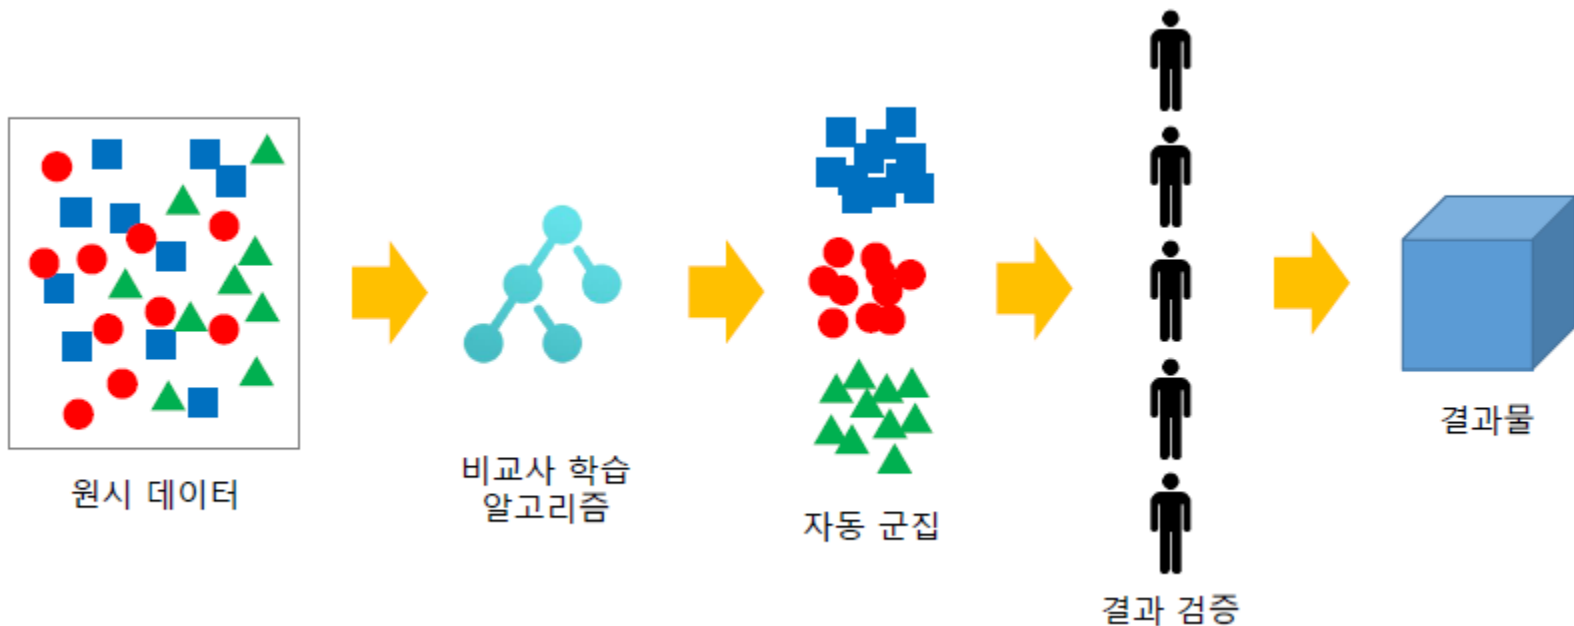 원시 데이터
비교사 학습
알고리즘
자동 군집
결과 검증
결과물